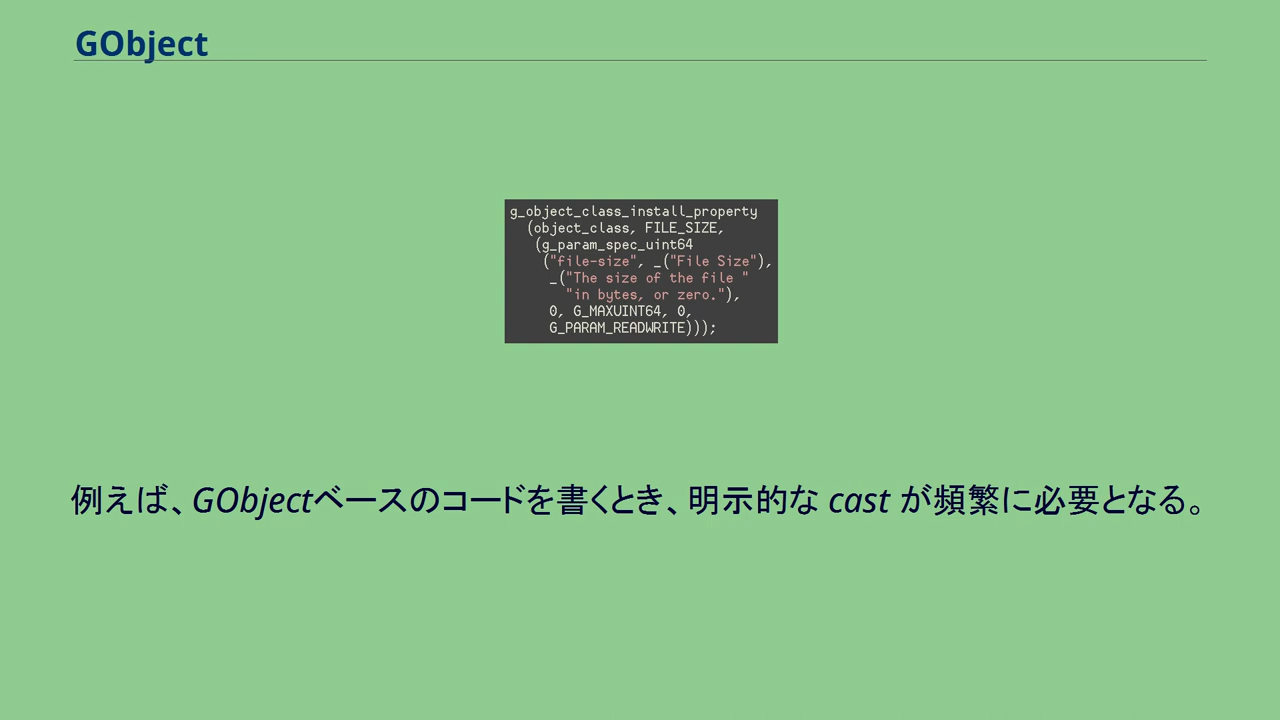 GObject
g_object_class_install_property
(object_class, FILE_SIZE,
(g_param_spec_uint64
("file-size", _("File Size"),
_("The size of the file "
"in bytes, or zero."),
0, G_MAXUINT64, 0,
G_PARAM_READWRITE)));
例えば、GObjectベースのコードを書くとき、明示的な cast が頻繁に必要となる。